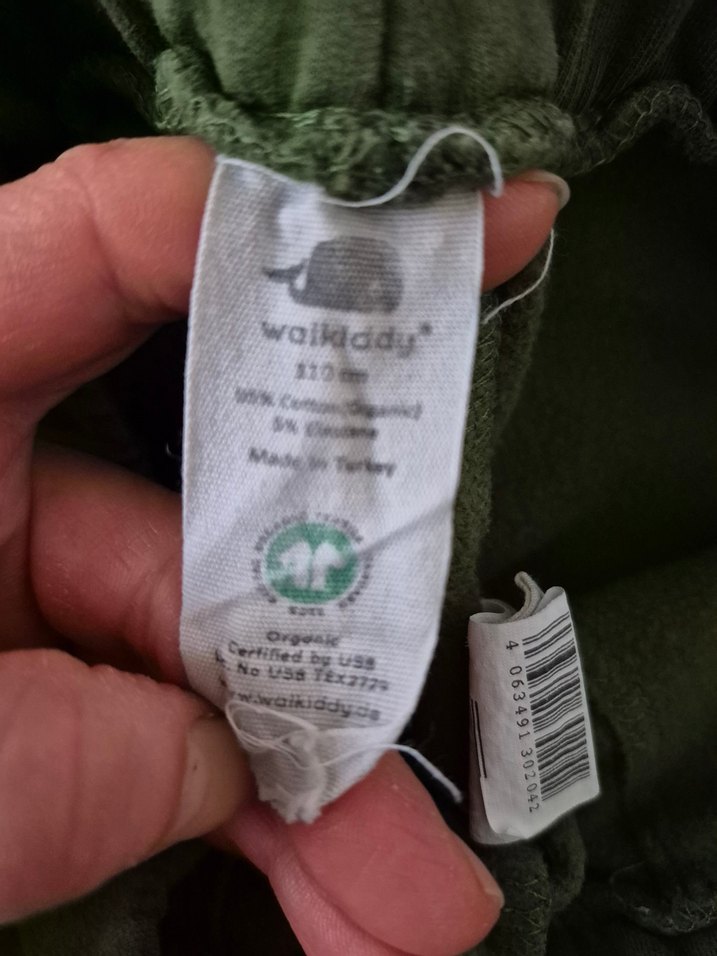 walkiddy®
110 cm
95% Cotton(Organic)
5% Elastane
Made in Turkey
Organic
Certified by USB
No USB TEX2779
www.walkiddy.de
4 063491 302042